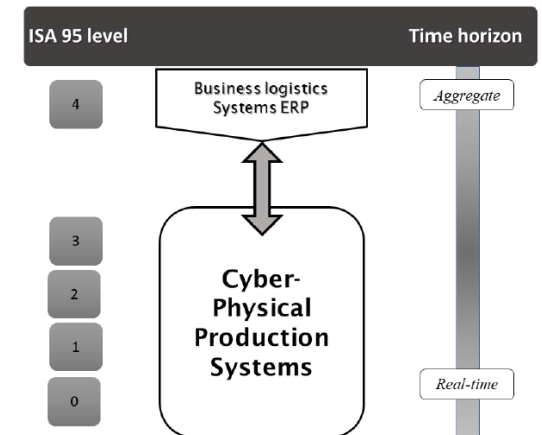 ISA 95 level
Time horizon
4
Business logistics
Systems ERP
Aggregate
3
2
1
0
Cyber-
Physical
Production
Systems
Real-time